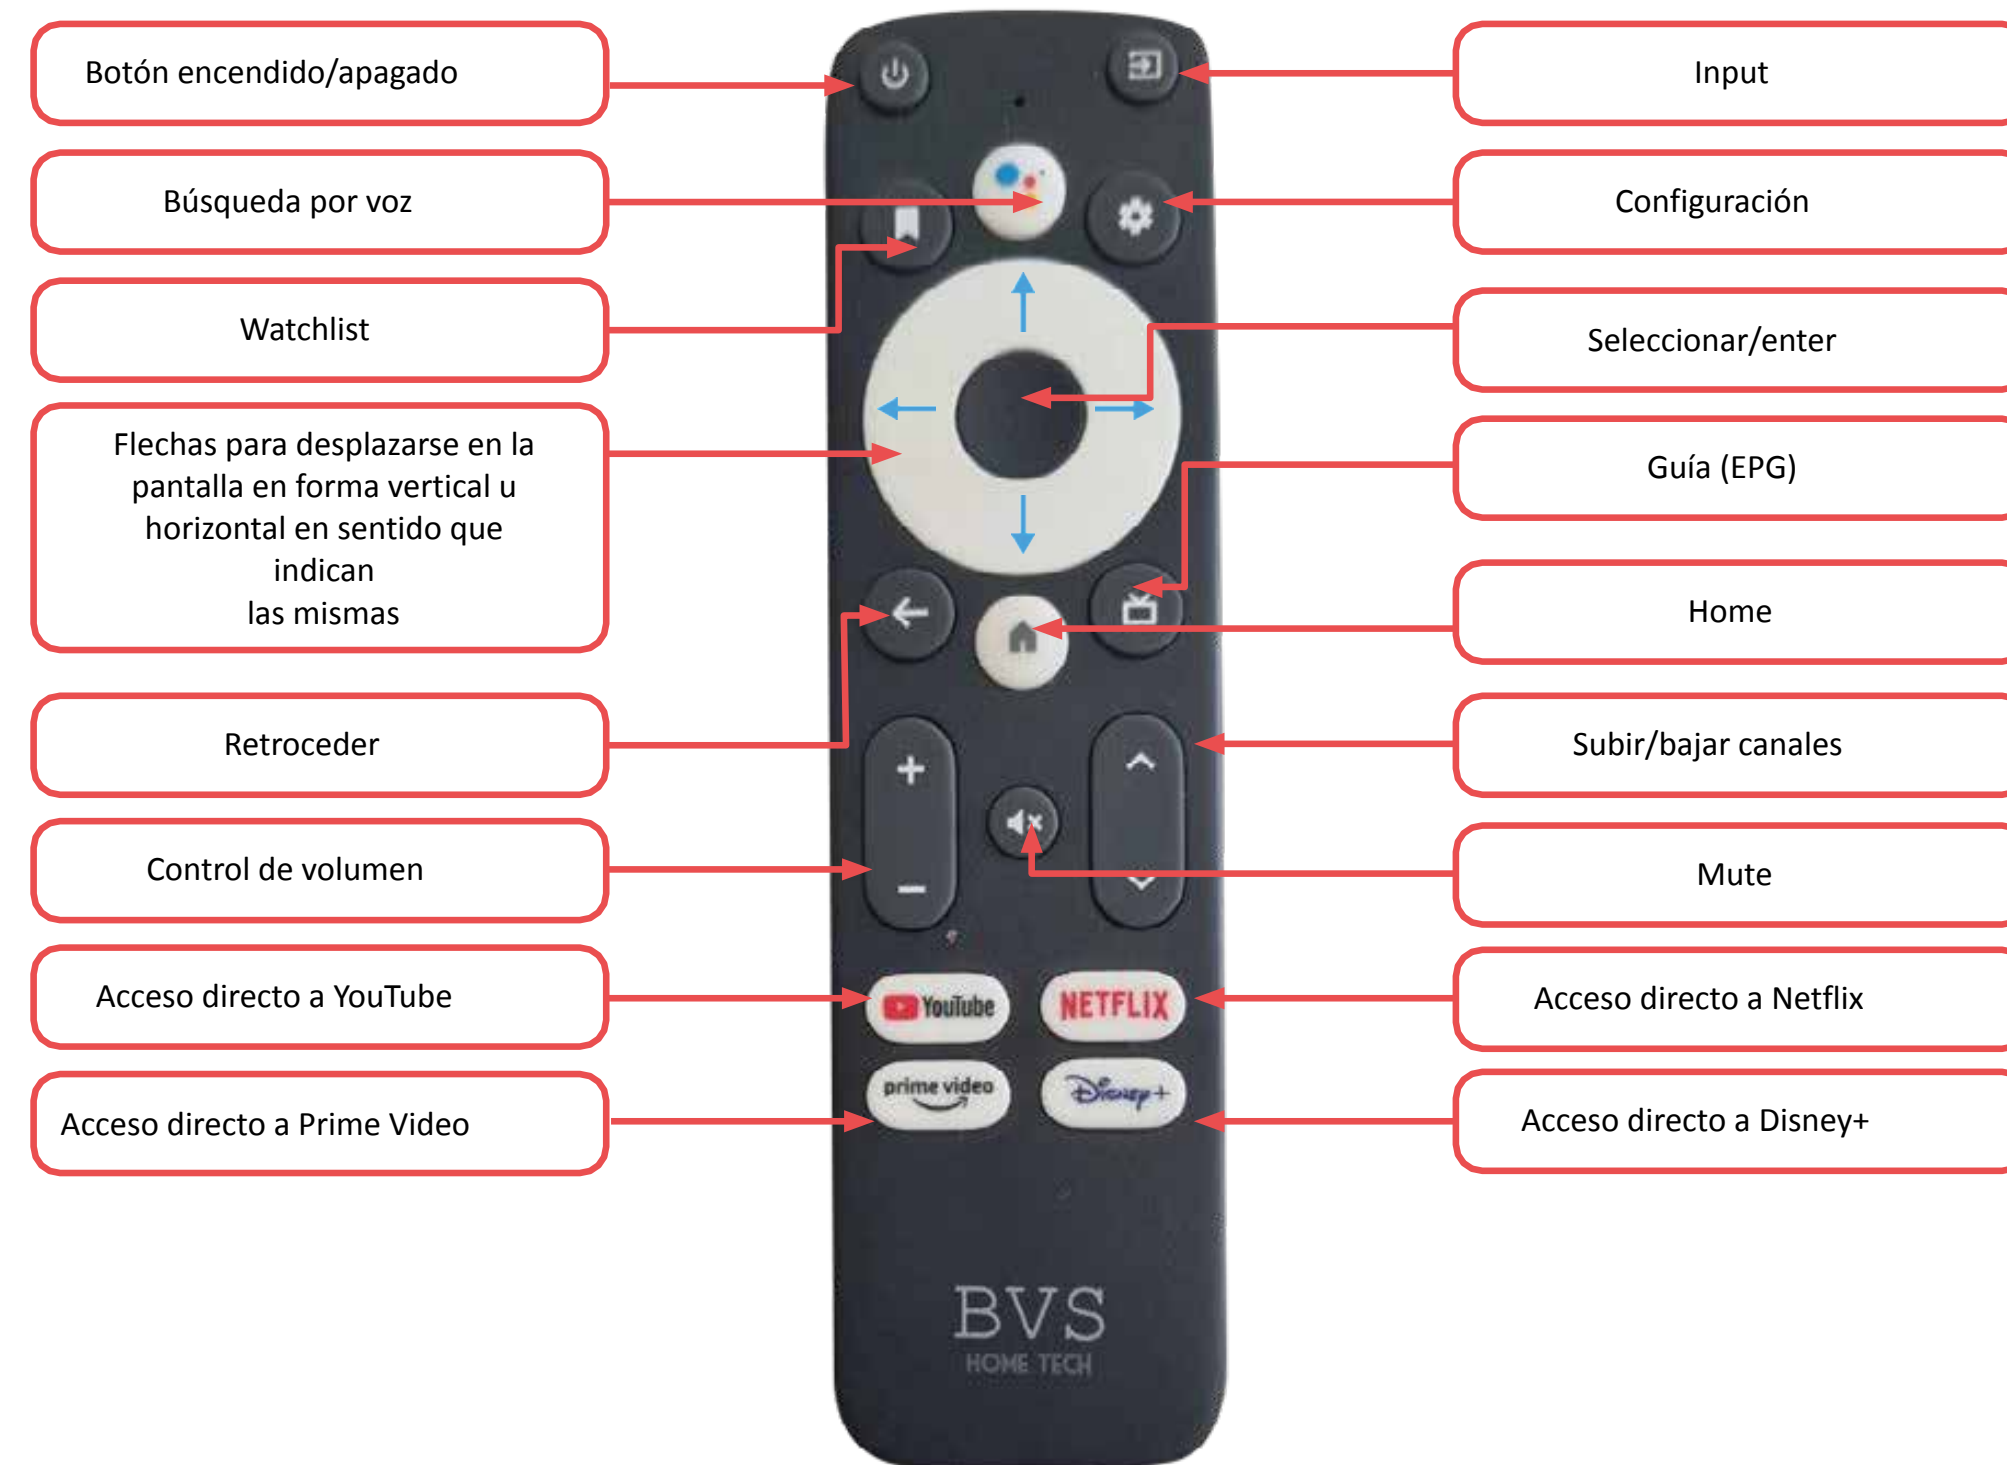 Botón encendido/apagado
Input
Búsqueda por voz
Configuración
Watchlist
Seleccionar/enter
Flechas para desplazarse en la
pantalla en forma vertical u
horizontal en sentido que
indican
las mismas
Guía (EPG)
Home
Retroceder
Subir/bajar canales
Control de volumen
Mute
Acceso directo a YouTube
YouTube
NETFLIX
Acceso directo a Netflix
Acceso directo a Prime Video
prime video
Disney+
Acceso directo a Disney+
BVS
HOME TECH